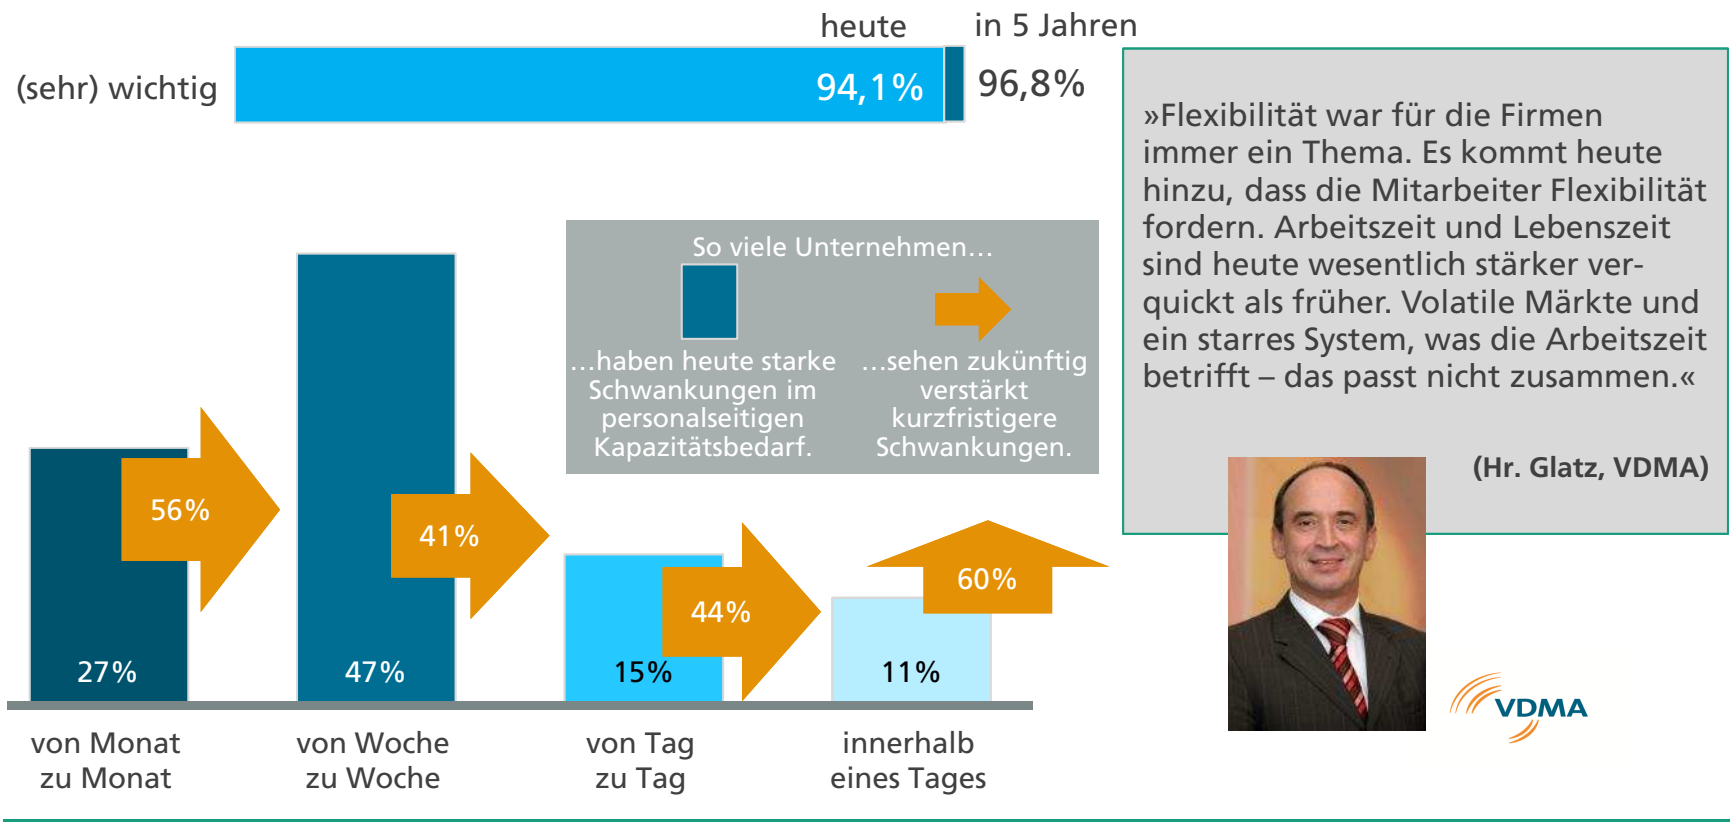 heute
in 5 Jahren
(sehr) wichtig
94,1%
96,8%
»Flexibilität war für die Firmen
immer ein Thema. Es kommt heute
hinzu, dass die Mitarbeiter Flexibilität
fordern. Arbeitszeit und Lebenszeit
sind heute wesentlich stärker ver-
quickt als früher. Volatile Märkte und
ein starres System, was die Arbeitszeit
betrifft – das passt nicht zusammen.«
(Hr. Glatz, VDMA)
So viele Unternehmen...
...haben heute starke
Schwankungen im
personalseitigen
Kapazitätsbedarf.
...sehen zukünftig
verstärkt
kurzfristigere
Schwankungen.
56%
41%
44%
60%
27%
47%
15%
11%
von Monat
zu Monat
von Woche
zu Woche
von Tag
zu Tag
innerhalb
eines Tages
VDMA